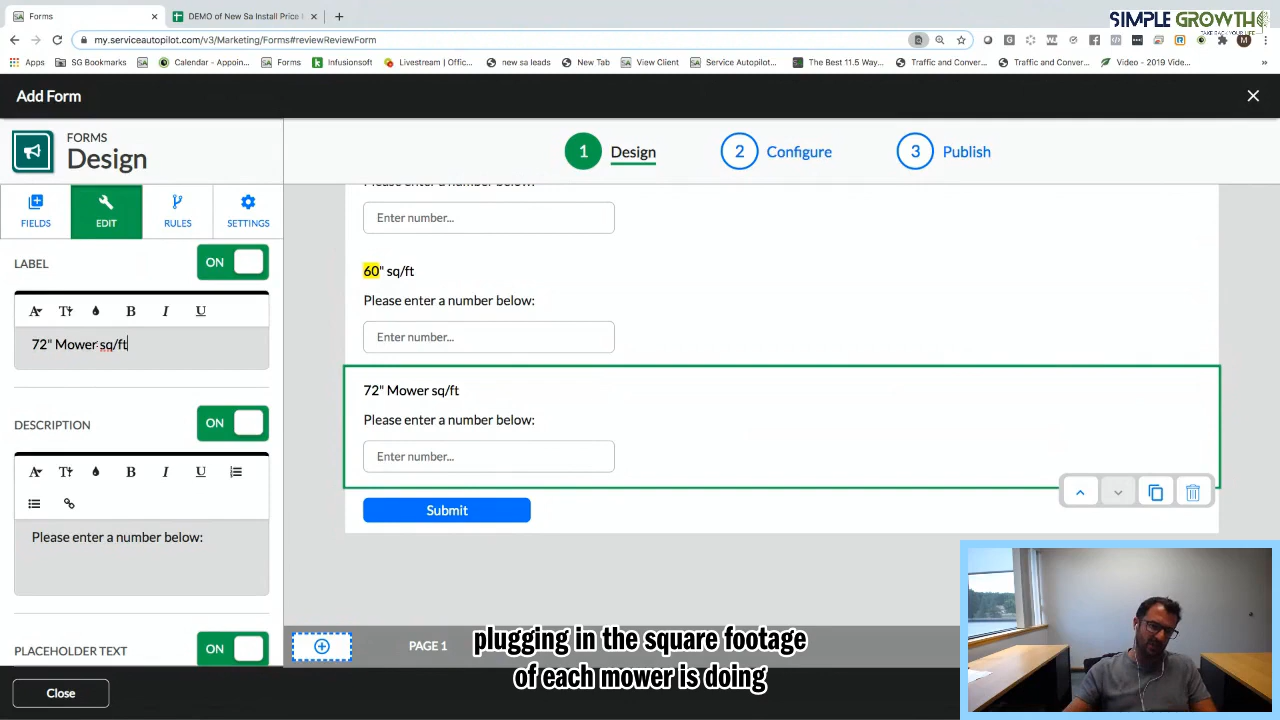 Forms
DEMO of New Sa Install Price
SIMPLE GROWTH
TAKE BACK YOUR LIFE
my.serviceautopilot.com/v3/Marketing/Forms#reviewReviewForm
Apps
SG Bookmarks
Calendar - Appoin...
Forms
Infusionsoft
Livestream | Offic...
new sa leads
New Tab
View Client
Service Autopilot...
The Best 11.5 Way...
Traffic and Conver...
Traffic and Conver...
Video - 2019 Vide...
Add Form
FORMS
Design
1 Design
2 Configure
3 Publish
FIELDS
EDIT
RULES
SETTINGS
LABEL
ON
72" Mower sq/ft
DESCRIPTION
ON
Please enter a number below:
PLACEHOLDER TEXT
ON
Close
Please enter a number below:
Enter number...
60" sq/ft
Please enter a number below:
Enter number...
72" Mower sq/ft
Please enter a number below:
Enter number...
Submit
PAGE 1
plugging in the square footage
of each mower is doing